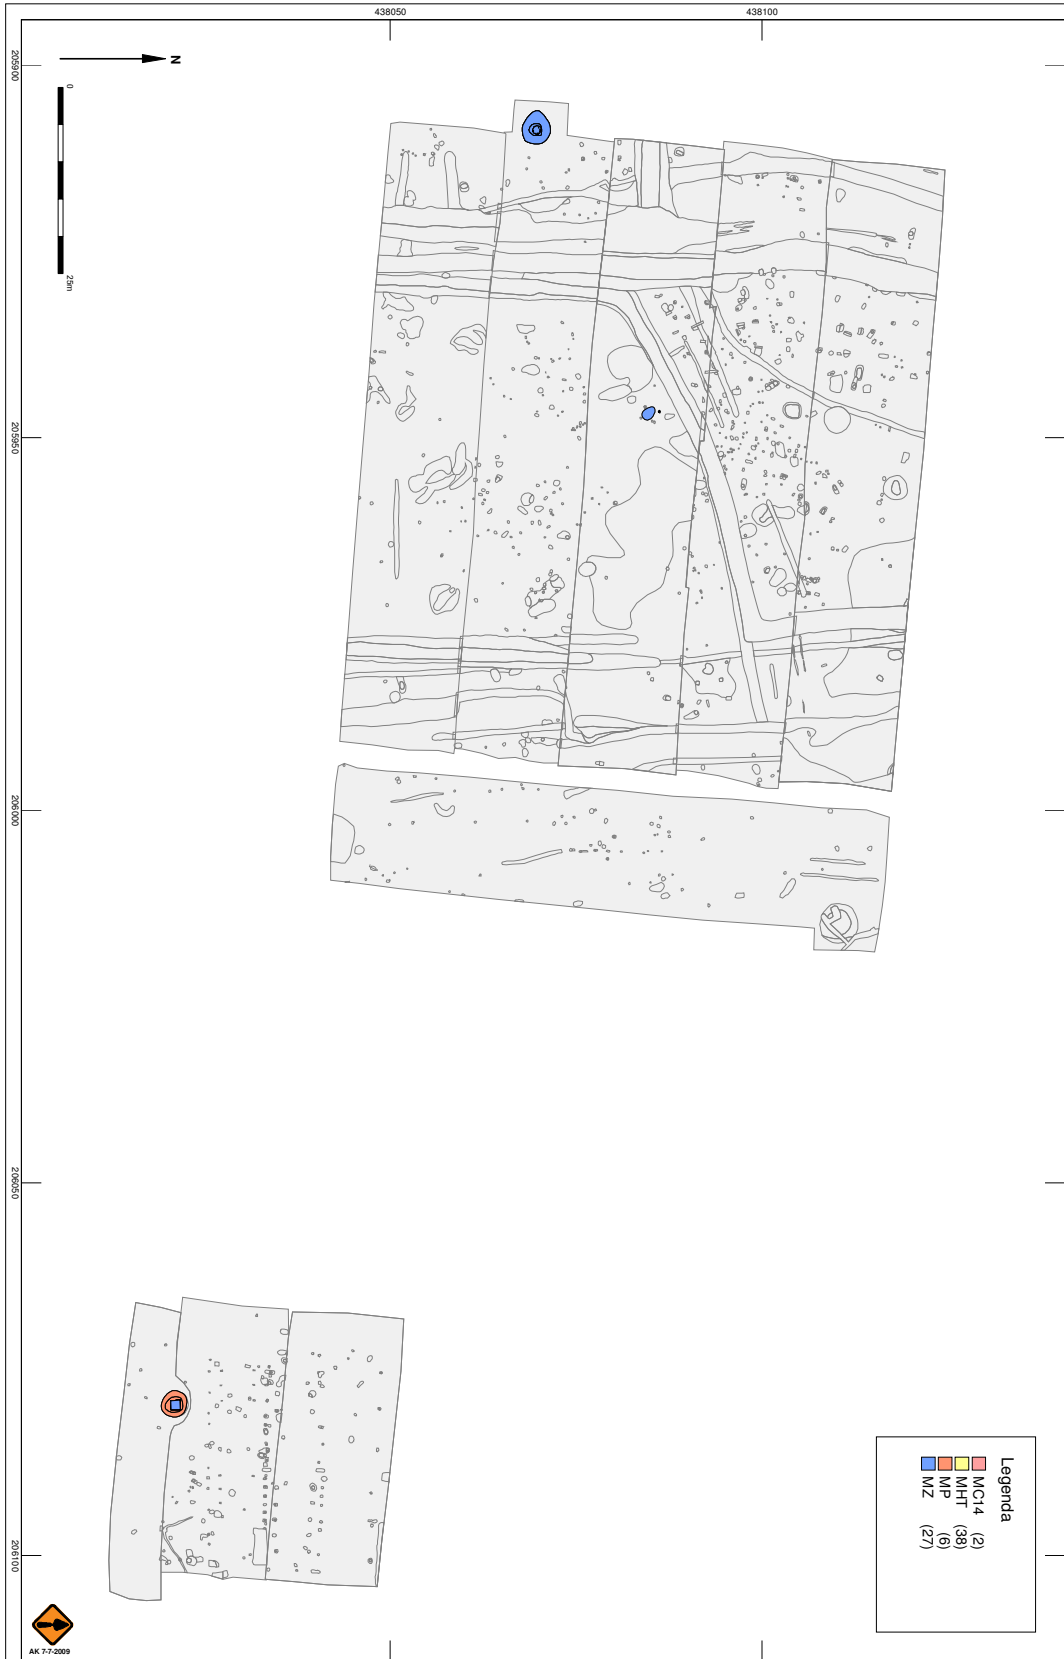 438050
438100
205900
205950
206000
206050
206100
N
0
25m
Legenda
MC14 (2)
MHT (38)
MP (6)
MZ (27)
AK 7-7-2009